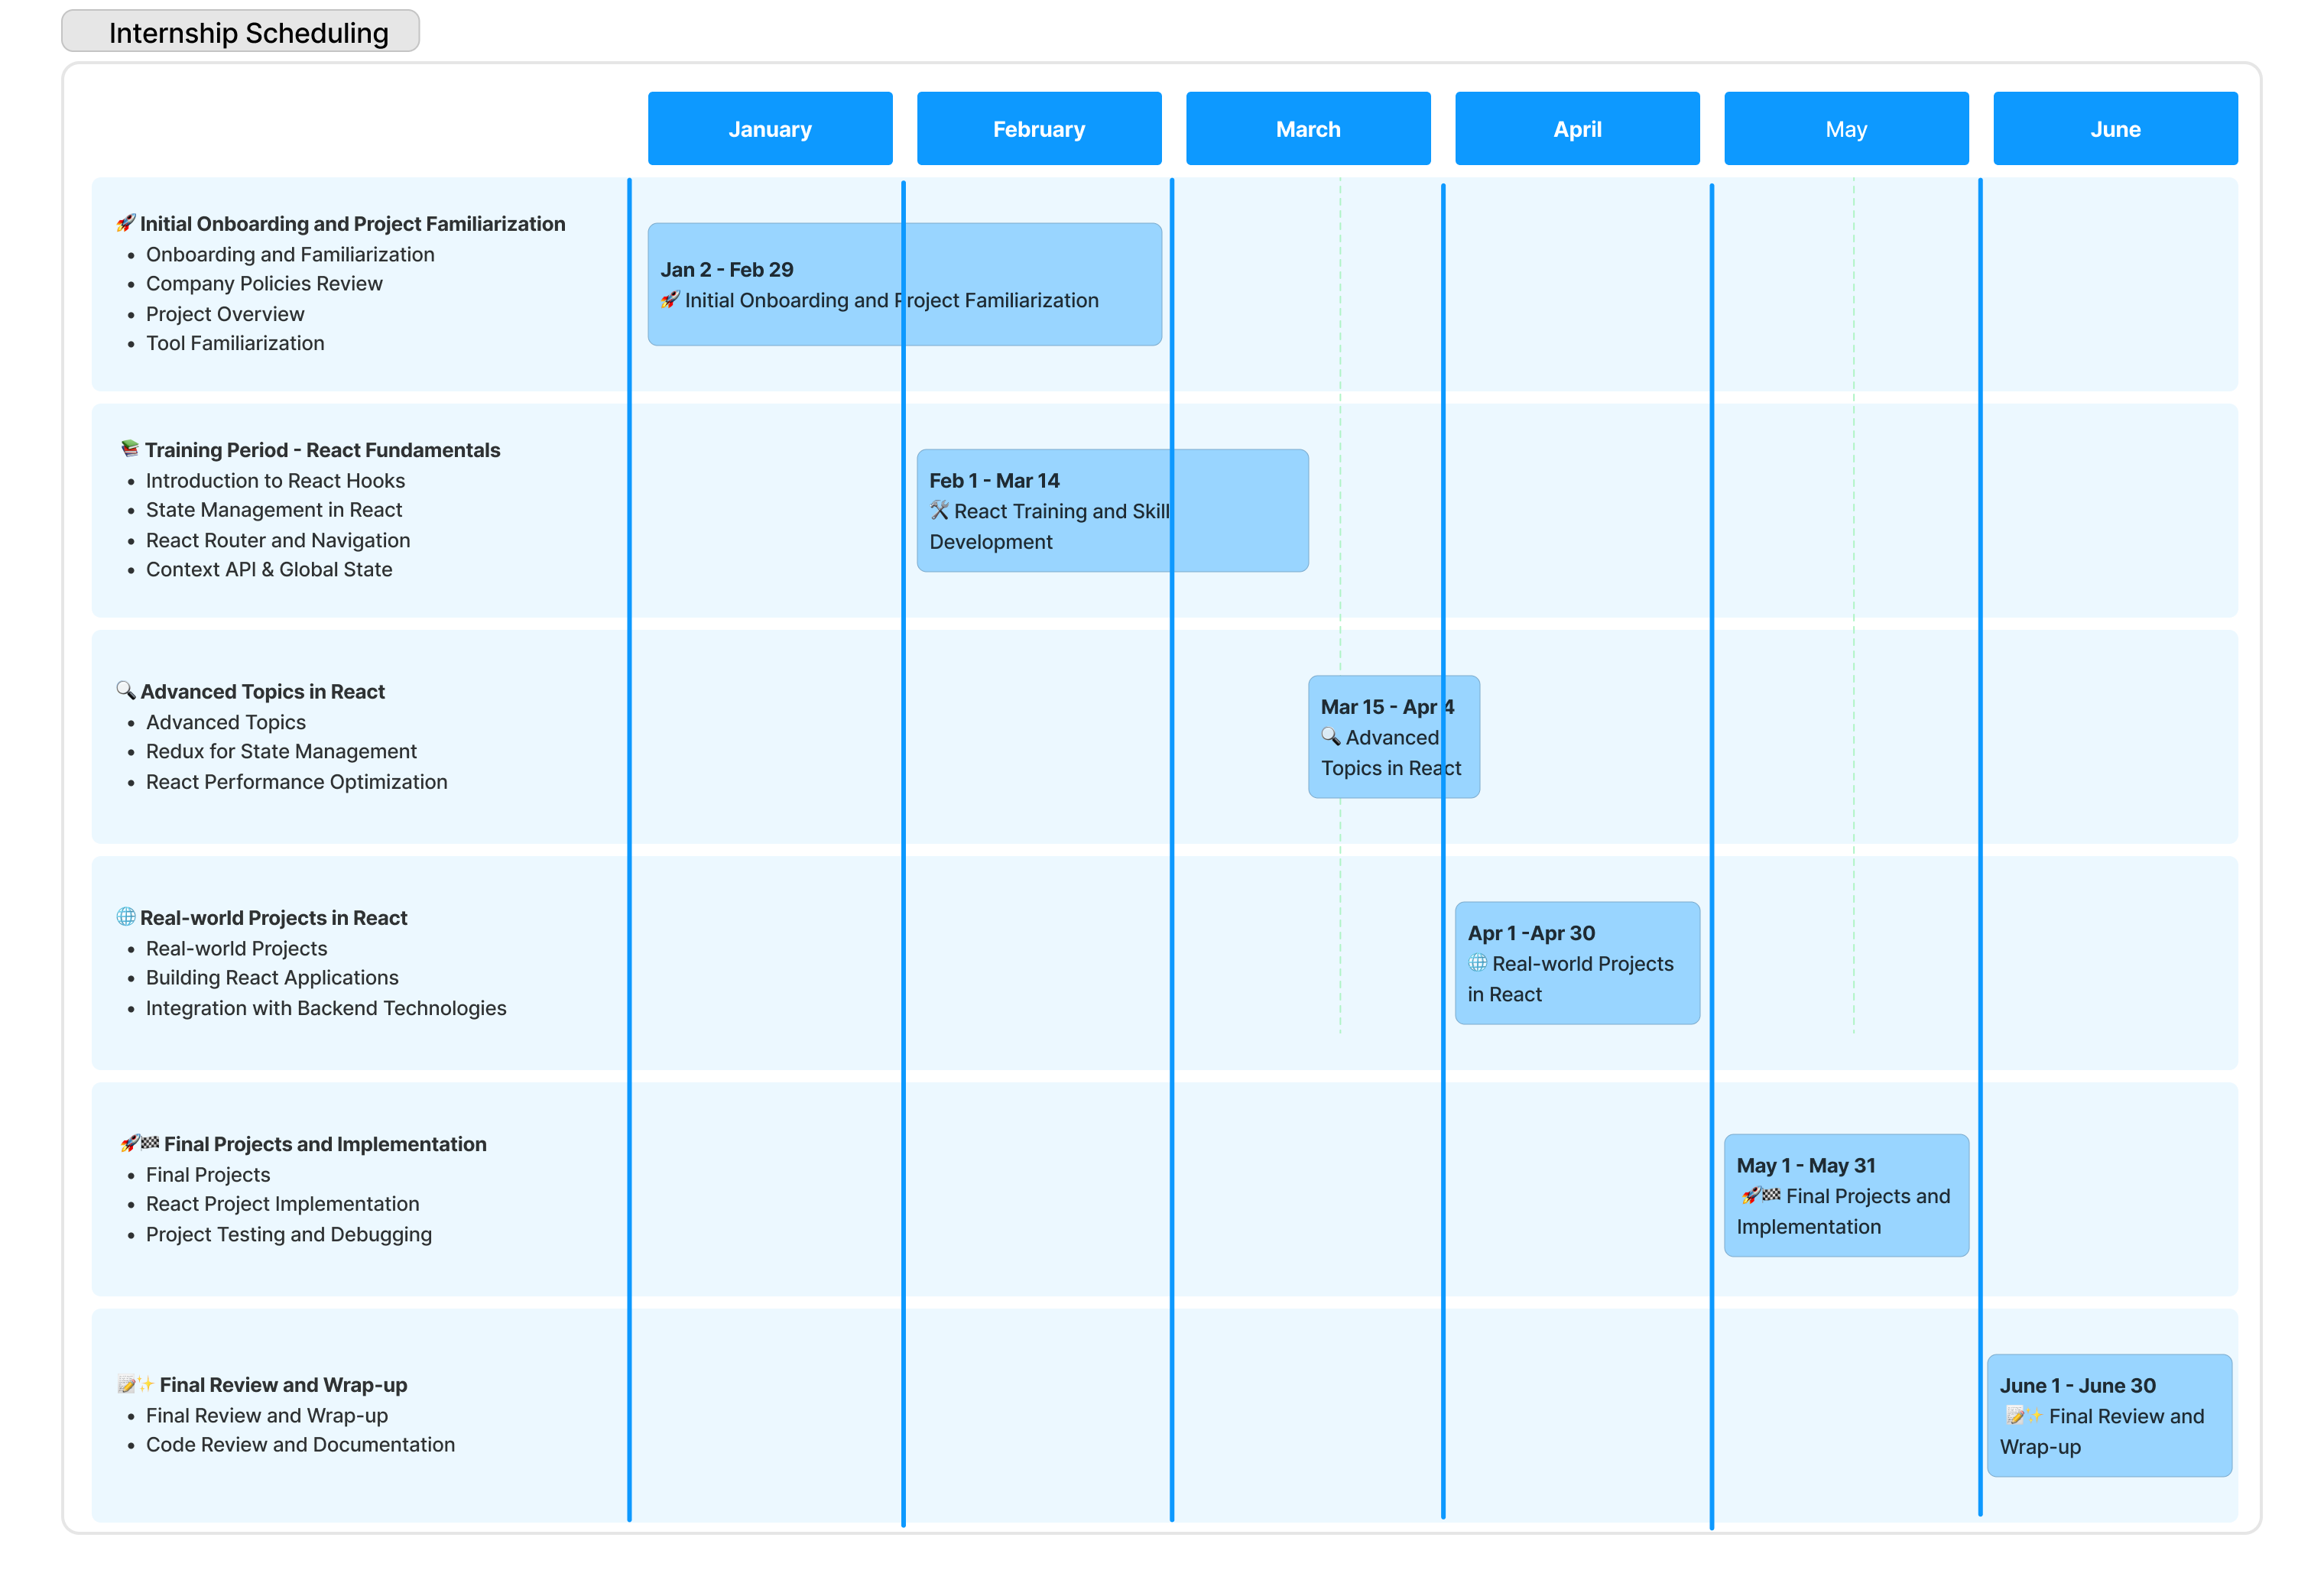 Internship Scheduling
January
February
March
April
May
June
🚀 Initial Onboarding and Project Familiarization
• Onboarding and Familiarization
• Company Policies Review
• Project Overview
• Tool Familiarization
Jan 2 - Feb 29
🚀 Initial Onboarding and Project Familiarization
📚 Training Period - React Fundamentals
• Introduction to React Hooks
• State Management in React
• React Router and Navigation
• Context API & Global State
Feb 1 - Mar 14
🛠 React Training and Skill
Development
🔍 Advanced Topics in React
• Advanced Topics
• Redux for State Management
• React Performance Optimization
Mar 15 - Apr 4
🔍 Advanced
Topics in React
🌐 Real-world Projects in React
• Real-world Projects
• Building React Applications
• Integration with Backend Technologies
Apr 1 -Apr 30
🌐 Real-world Projects
in React
🚀🏁 Final Projects and Implementation
• Final Projects
• React Project Implementation
• Project Testing and Debugging
May 1 - May 31
🚀🏁 Final Projects and
Implementation
📝✨ Final Review and Wrap-up
• Final Review and Wrap-up
• Code Review and Documentation
June 1 - June 30
📝✨ Final Review and
Wrap-up